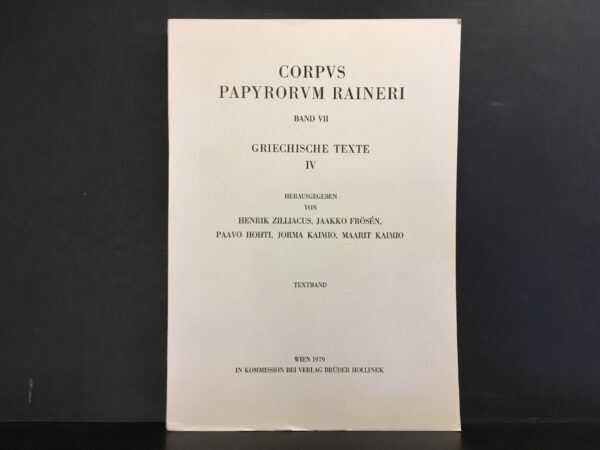 CORPVS
PAPYRORVM RAINERI
BAND VII
GRIECHISCHE TEXTE
IV
HERAUSGEGEBEN
VON
HENRIK ZILLIACUS, JAAKKO FRÖSÉN,
PAAVO HOHTI, JORMA KAIMIO, MAARIT KAIMIO
TEXTBAND
WIEN 1979
IN KOMMISSION BEI VERLAG BRÜDER HOLLINEK